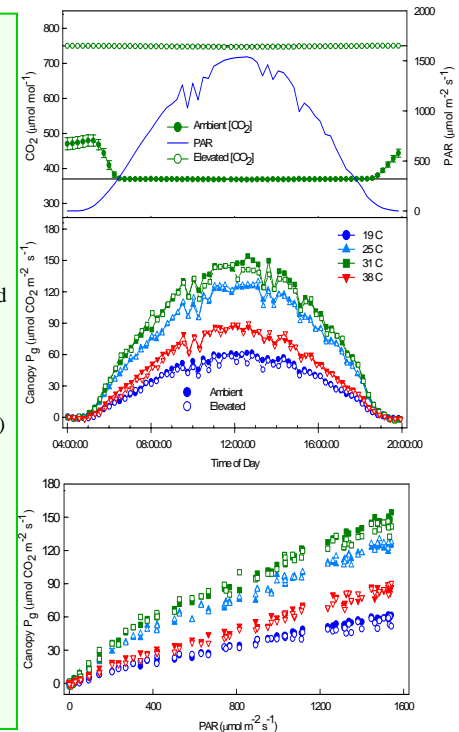 800
700
600
500
400
300
CO2 (µmol mol-1)
2000
1500
1000
500
0
PAR (µmol m-2 s-1)
Ambient [CO2]
PAR
Elevated [CO2]
180
150
120
90
60
30
0
Canopy Pg (µmol CO2 m-2 s-1)
19 C
25 C
31 C
38 C
Ambient
Elevated
04:00:00
08:00:00
12:00:00
16:00:00
20:00:00
Time of Day
d
)
180
150
120
90
60
30
0
Canopy Pg (µmol CO2 m-2 s-1)
0
400
800
1200
1600
PAR (µmol m-2 s-1)